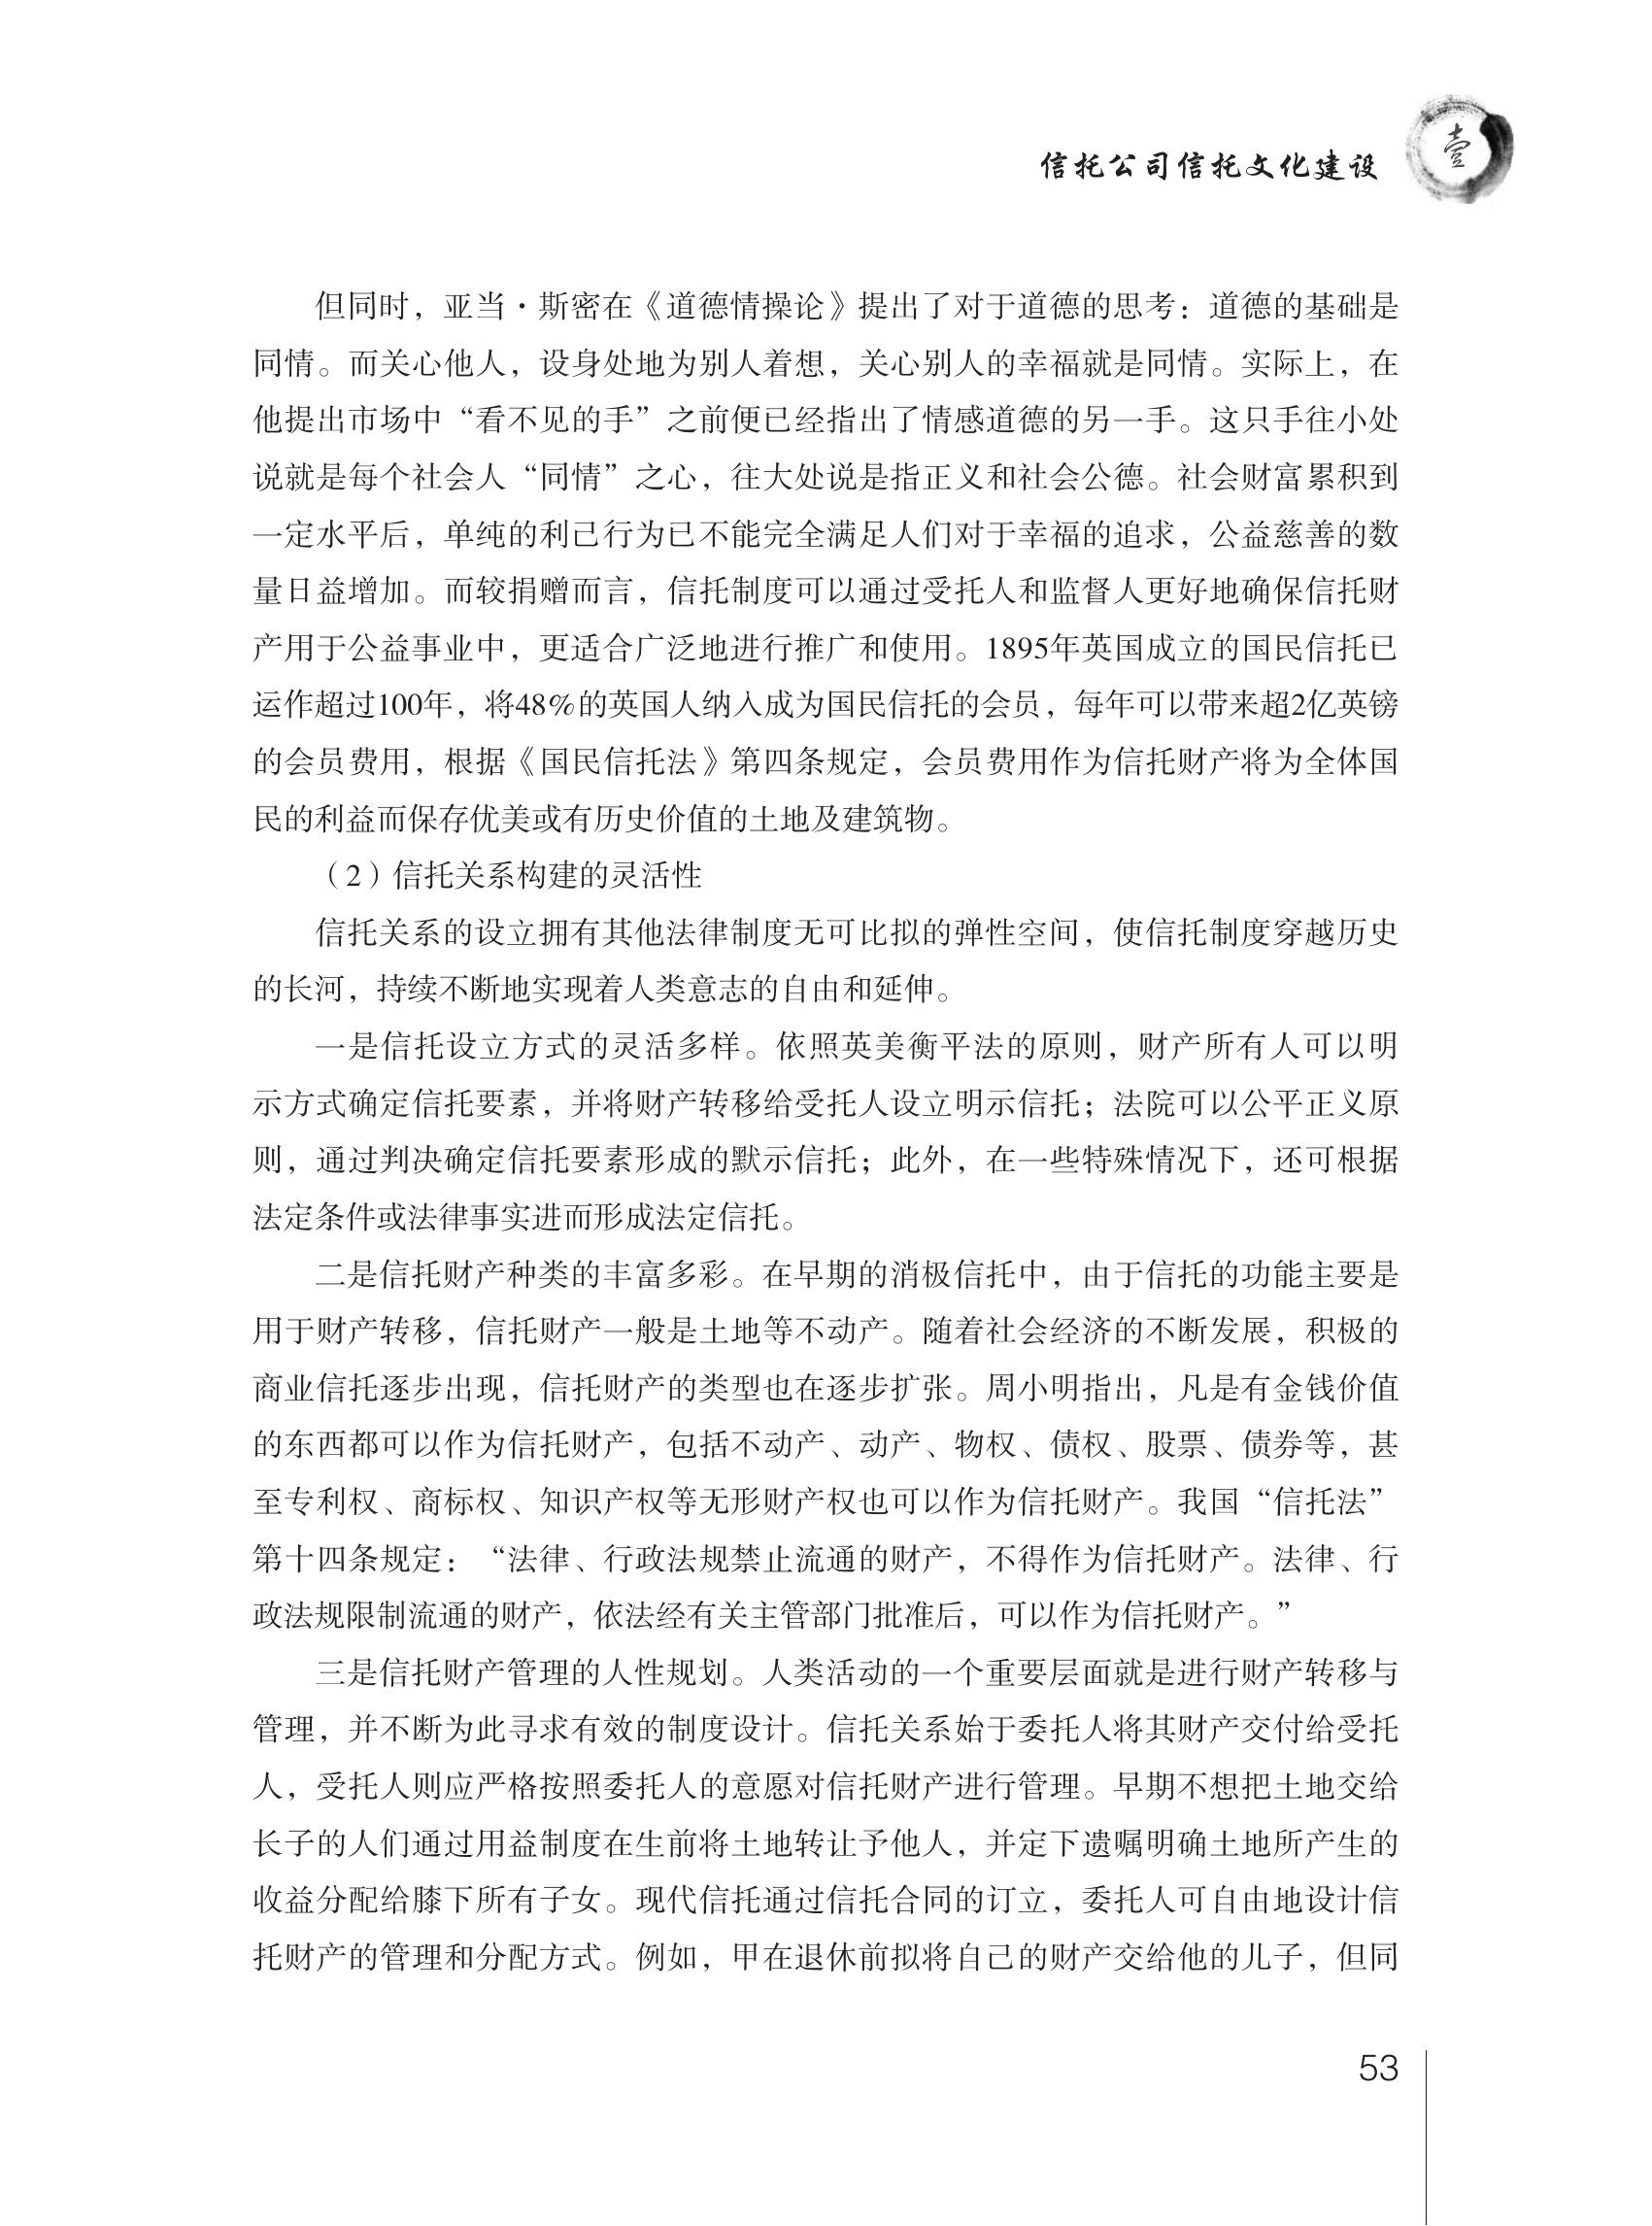 信托公司信托文化建设
壹
但同时，亚当·斯密在《道德情操论》提出了对于道德的思考：道德的基础是
同情。而关心他人，设身处地为别人着想，关心别人的幸福就是同情。实际上，在
他提出市场中“看不见的手”之前便已经指出了情感道德的另一手。这只手往小处
说就是每个社会人“同情”之心，往大处说是指正义和社会公德。社会财富累积到
一定水平后，单纯的利己行为已不能完全满足人们对于幸福的追求，公益慈善的数
量日益增加。而较捐赠而言，信托制度可以通过受托人和监督人更好地确保信托财
产用于公益事业中，更适合广泛地进行推广和使用。1895年英国成立的国民信托已
运作超过100年，将48%的英国人纳入成为国民信托的会员，每年可以带来超2亿英镑
的会员费用，根据《国民信托法》第四条规定，会员费用作为信托财产将为全体国
民的利益而保存优美或有历史价值的土地及建筑物。
（2）信托关系构建的灵活性
信托关系的设立拥有其他法律制度无可比拟的弹性空间，使信托制度穿越历史
的长河，持续不断地实现着人类意志的自由和延伸。
一是信托设立方式的灵活多样。依照英美衡平法的原则，财产所有人可以明
示方式确定信托要素，并将财产转移给受托人设立明示信托；法院可以公平正义原
则，通过判决确定信托要素形成的默示信托；此外，在一些特殊情况下，还可根据
法定条件或法律事实进而形成法定信托。
二是信托财产种类的丰富多彩。在早期的消极信托中，由于信托的功能主要是
用于财产转移，信托财产一般是土地等不动产。随着社会经济的不断发展，积极的
商业信托逐步出现，信托财产的类型也在逐步扩张。周小明指出，凡是有金钱价值
的东西都可以作为信托财产，包括不动产、动产、物权、债权、股票、债券等，甚
至专利权、商标权、知识产权等无形财产权也可以作为信托财产。我国“信托法”
第十四条规定：“法律、行政法规禁止流通的财产，不得作为信托财产。法律、行
政法规限制流通的财产，依法经有关主管部门批准后，可以作为信托财产。”
三是信托财产管理的人性规划。人类活动的一个重要层面就是进行财产转移与
管理，并不断为此寻求有效的制度设计。信托关系始于委托人将其财产交付给受托
人，受托人则应严格按照委托人的意愿对信托财产进行管理。早期不想把土地交给
长子的人们通过用益制度在生前将土地转让予他人，并定下遗嘱明确土地所产生的
收益分配给膝下所有子女。现代信托通过信托合同的订立，委托人可自由地设计信
托财产的管理和分配方式。例如，甲在退休前拟将自己的财产交给他的儿子，但同
53